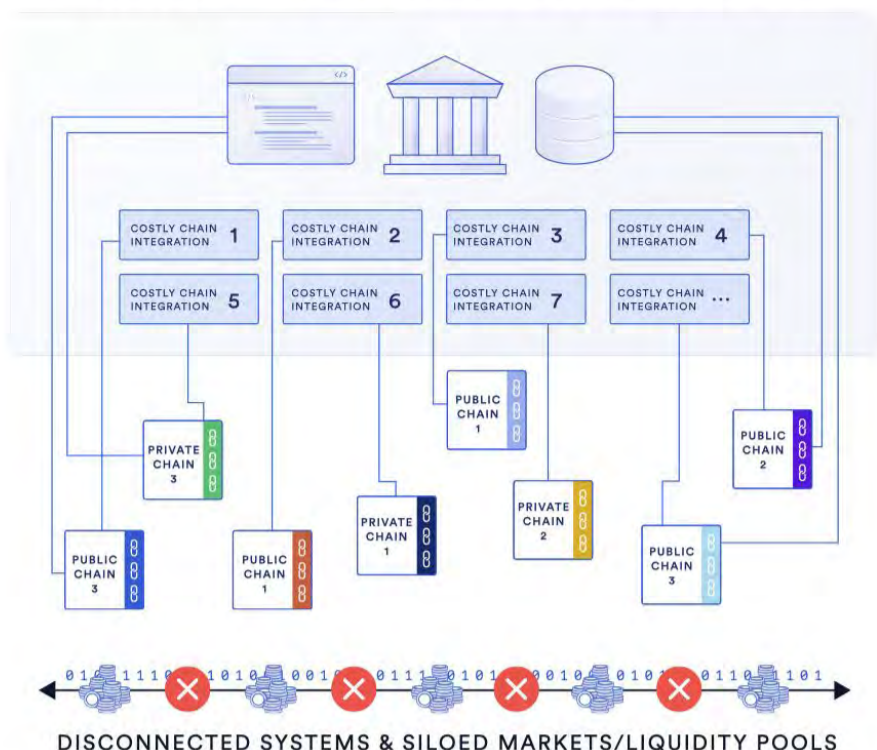 </>
</>
COSTLY CHAIN
INTEGRATION 1
COSTLY CHAIN
INTEGRATION 2
COSTLY CHAIN
INTEGRATION 3
COSTLY CHAIN
INTEGRATION 4
COSTLY CHAIN
INTEGRATION 5
COSTLY CHAIN
INTEGRATION 6
COSTLY CHAIN
INTEGRATION 7
COSTLY CHAIN
INTEGRATION ...
PUBLIC
CHAIN
1
PUBLIC
CHAIN
2
PRIVATE
CHAIN
3
PRIVATE
CHAIN
1
PRIVATE
CHAIN
2
PUBLIC
CHAIN
3
PUBLIC
CHAIN
1
PUBLIC
CHAIN
3
DISCONNECTED SYSTEMS & SILOED MARKETS/LIQUIDITY POOLS